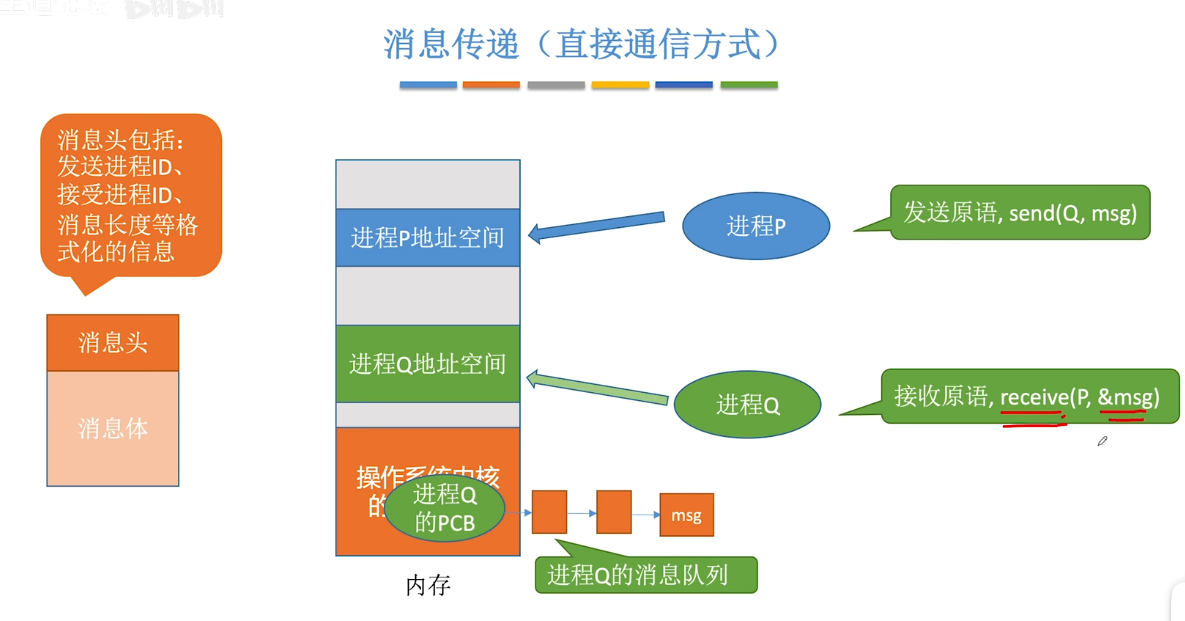 消息传递（直接通信方式）
消息头包括：
发送进程ID、
接受进程ID、
消息长度等格
式化的信息
消息头
消息体
进程P地址空间
进程Q地址空间
操作系统内核
的
进程Q
的PCB
msg
进程Q的消息队列
内存
进程P
发送原语, send(Q, msg)
进程Q
接收原语, receive(P, &msg)